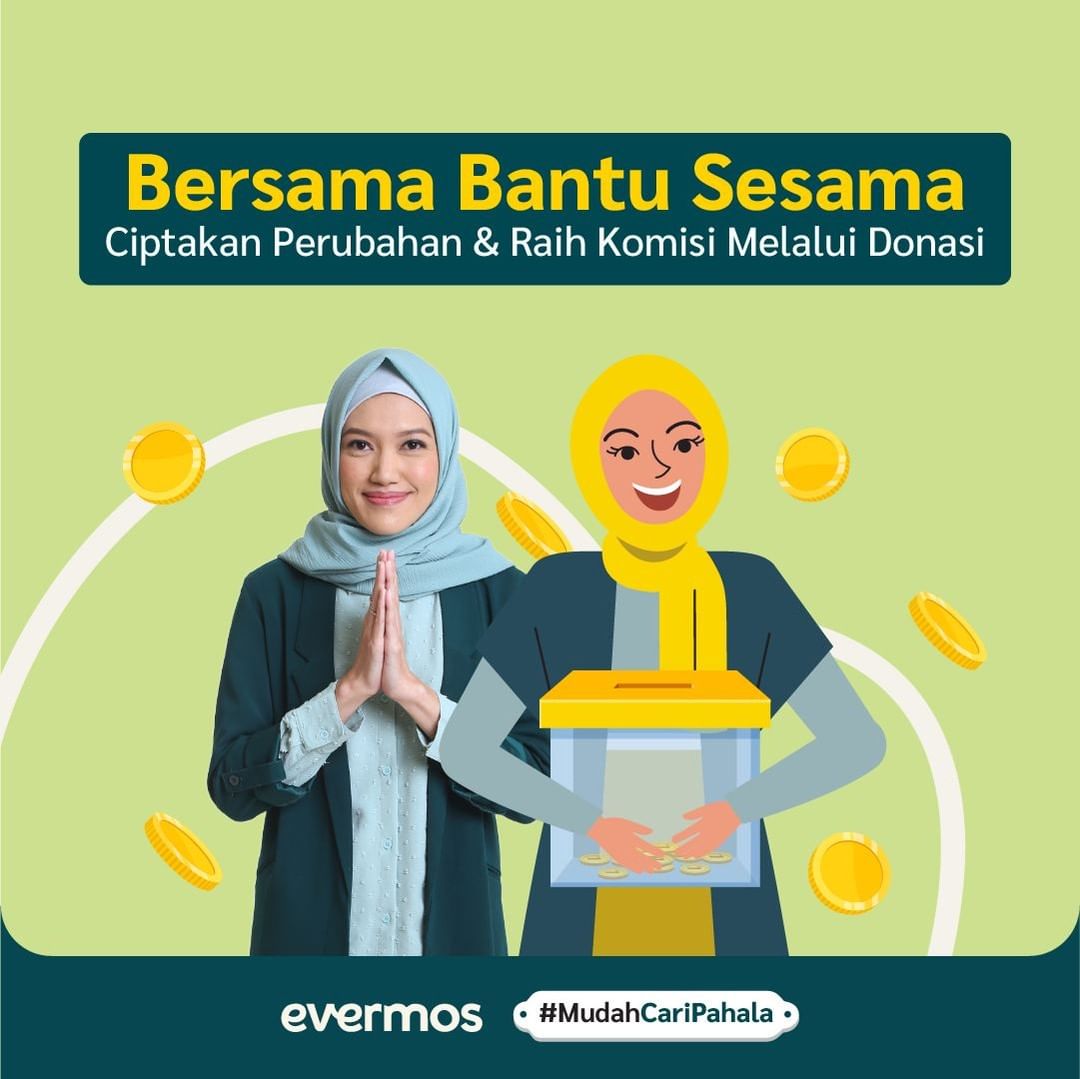 Bersama Bantu Sesama
Ciptakan Perubahan & Raih Komisi Melalui Donasi
evermos
#MudahCariPahala